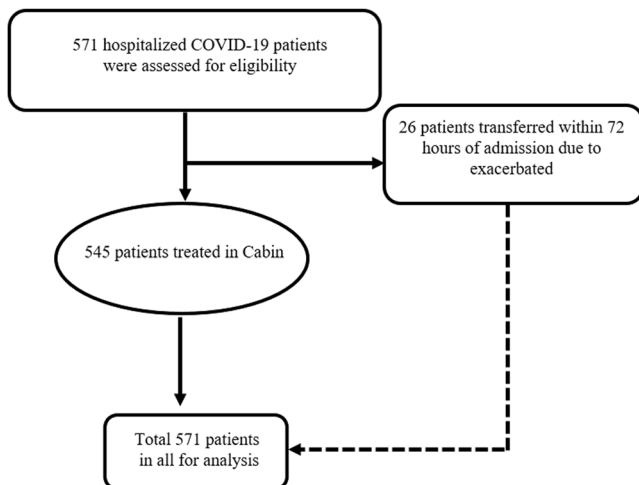 571 hospitalized COVID-19 patients
were assessed for eligibility
26 patients transferred within 72
hours of admission due to
exacerbated
545 patients treated in Cabin
Total 571 patients
in all for analysis